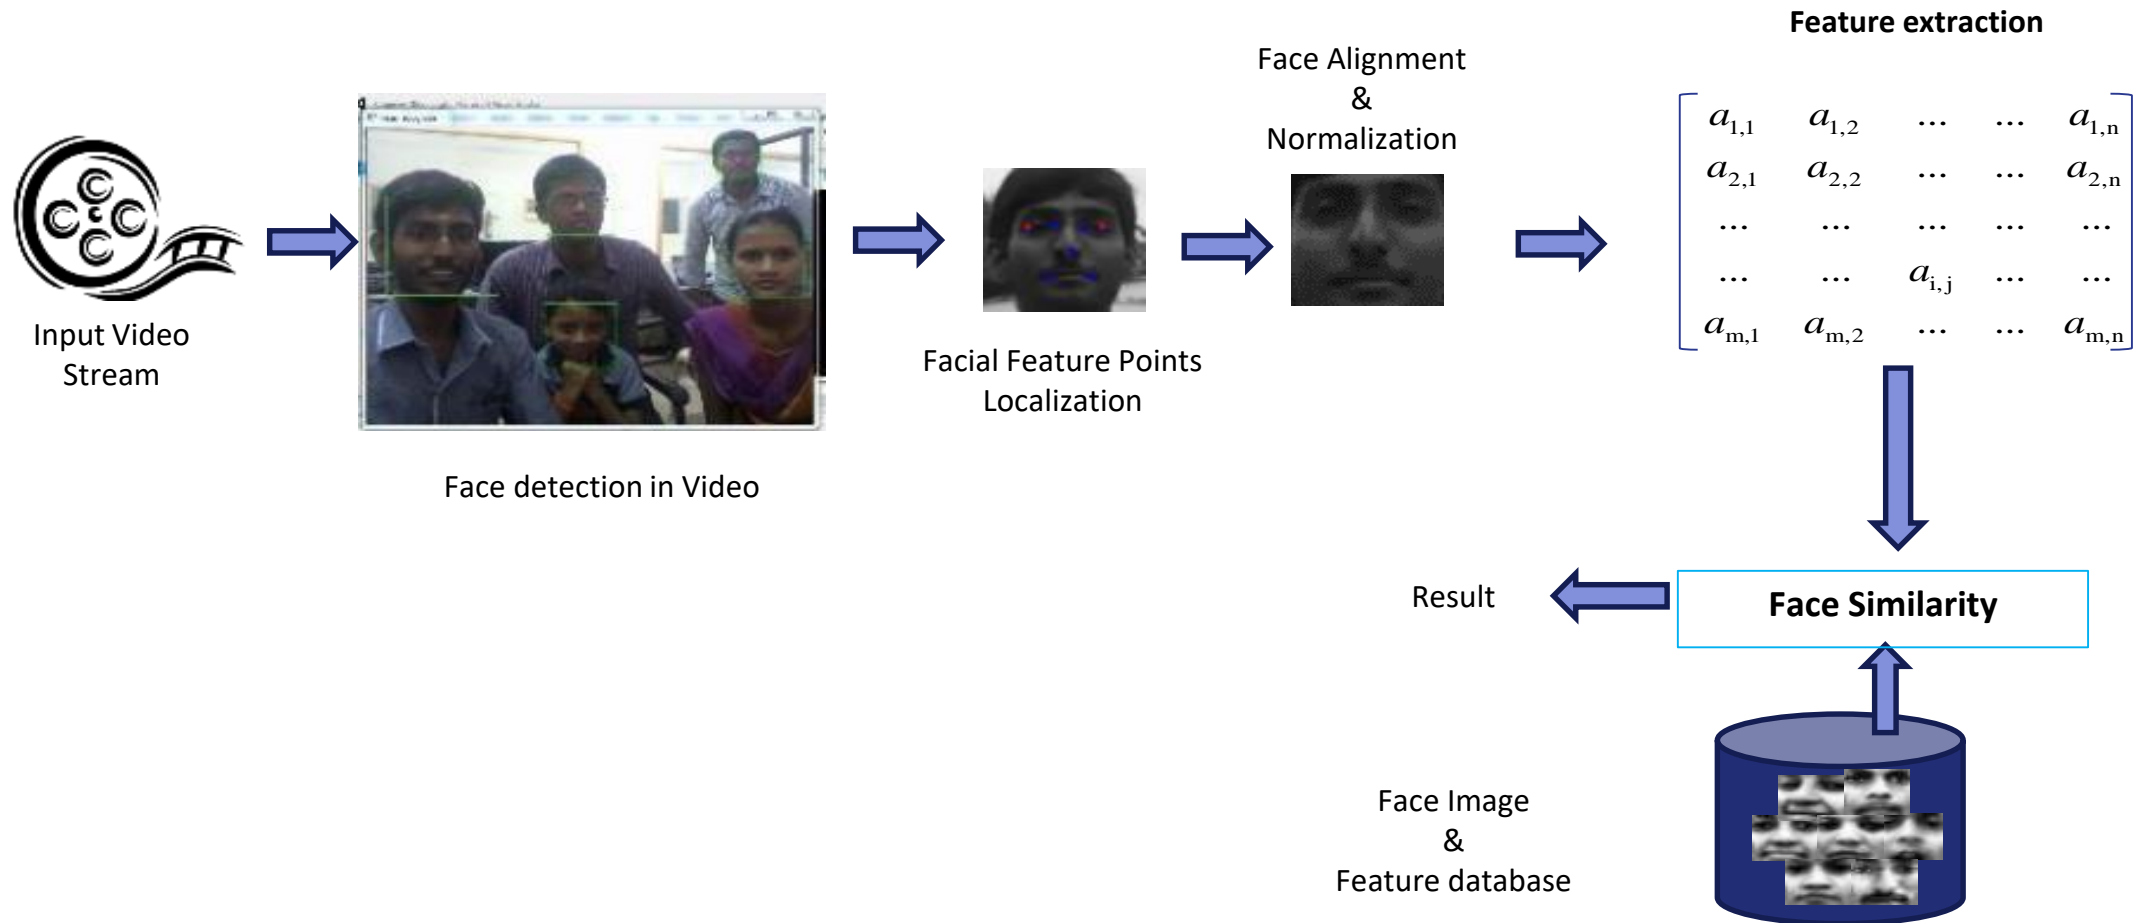 Feature extraction
Face Alignment
&
Normalization
a1,1 a1,2 ... ... a1,n
a2,1 a2,2 ... ... a2,n
... ... ... ... ...
... ... ai,j ... ...
am,1 am,2 ... ... am,n
Input Video
Stream
Facial Feature Points
Localization
Face detection in Video
Result
Face Similarity
Face Image
&
Feature database